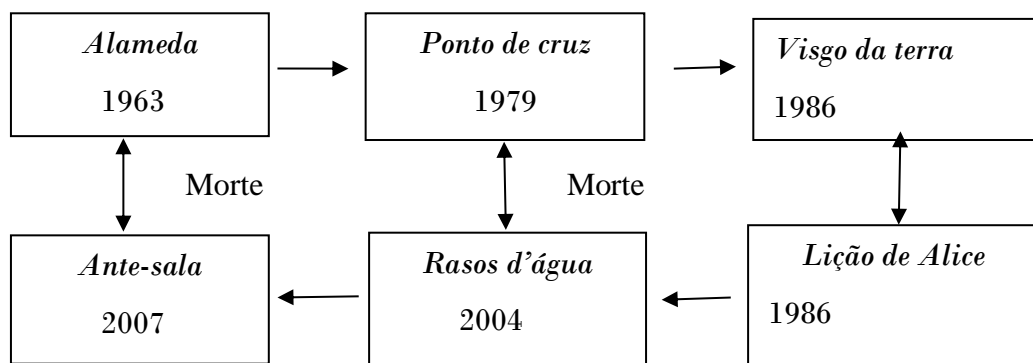 Alameda
1963
Ponto de cruz
1979
Visgo da terra
1986
Morte
Morte
Ante-sala
2007
Rasos d’água
2004
Lição de Alice
1986